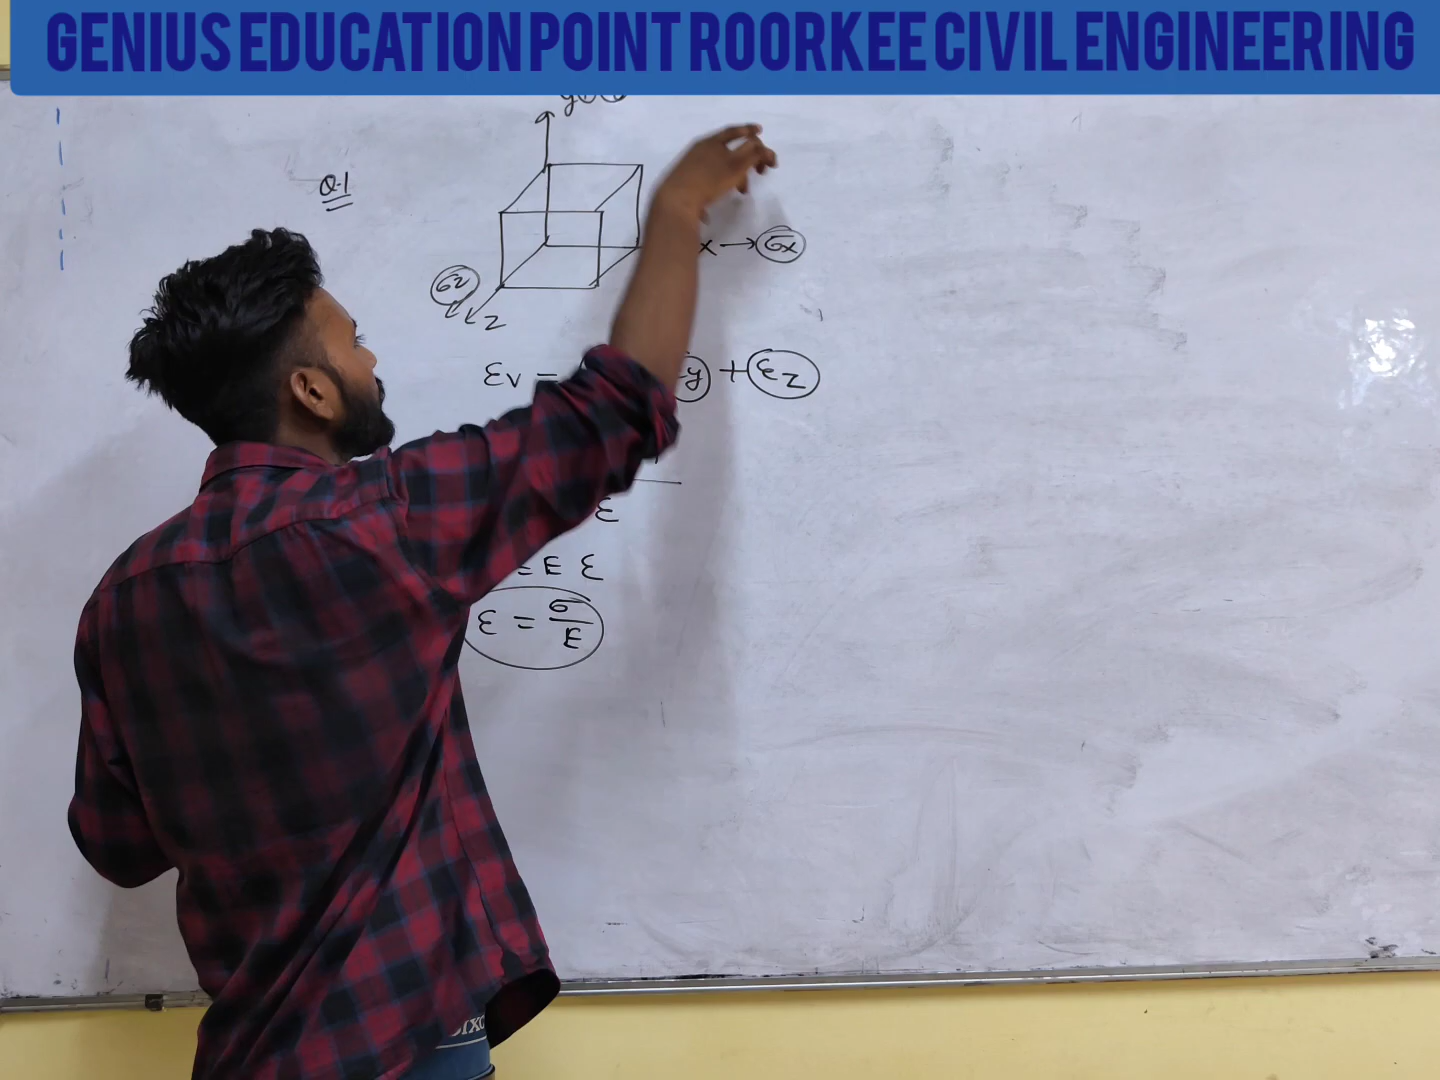 GENIUS EDUCATION POINT ROORKEE CIVIL ENGINEERING
Q.1
x → σx
σz
z
εv = y + εz
ε
= E ε
ε = σ/E